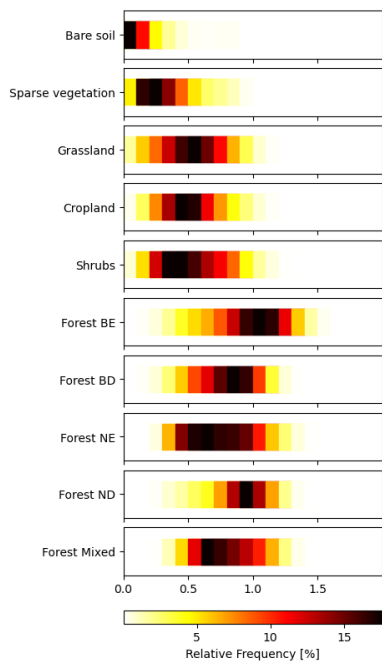 Bare soil
Sparse vegetation
Grassland
Cropland
Shrubs
Forest BE
Forest BD
Forest NE
Forest ND
Forest Mixed
0.0 0.5 1.0 1.5
5 10 15
Relative Frequency [%]